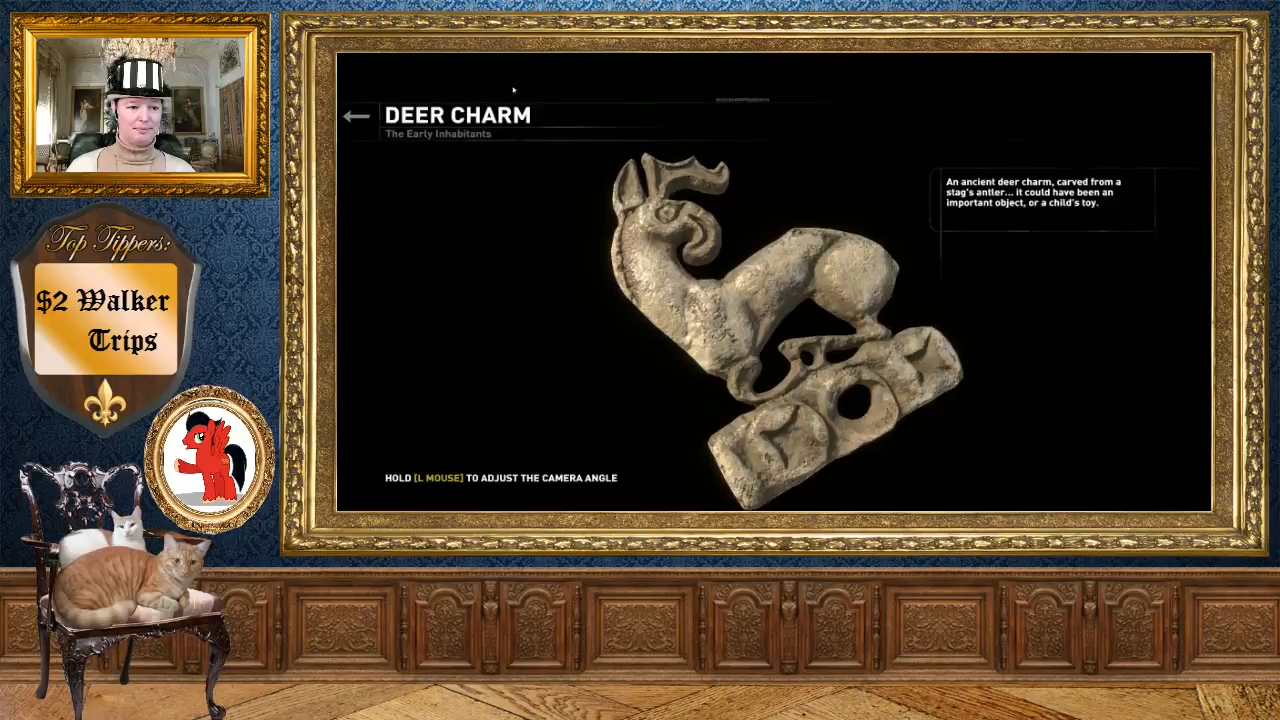 DEER CHARM
The Early Inhabitants
An ancient deer charm, carved from a
stag's antler... it could have been an
important object, or a child's toy.
Top Tippers:
$2 Walker
Trips
HOLD [L MOUSE] TO ADJUST THE CAMERA ANGLE